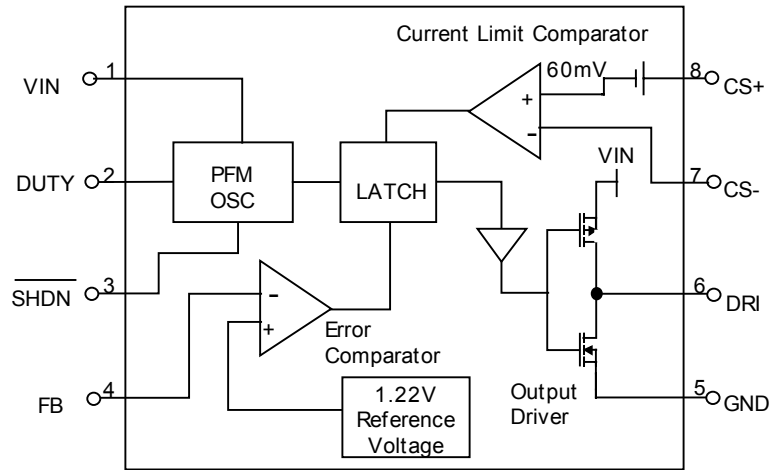 Current Limit Comparator
60mV
+
-
8
CS+
7
CS-
VIN
1
VIN
DUTY
2
PFM
OSC
LATCH
SHDN
3
-
+
Error
Comparator
6
DRI
FB
4
1.22V
Reference
Voltage
Output
Driver
5
GND